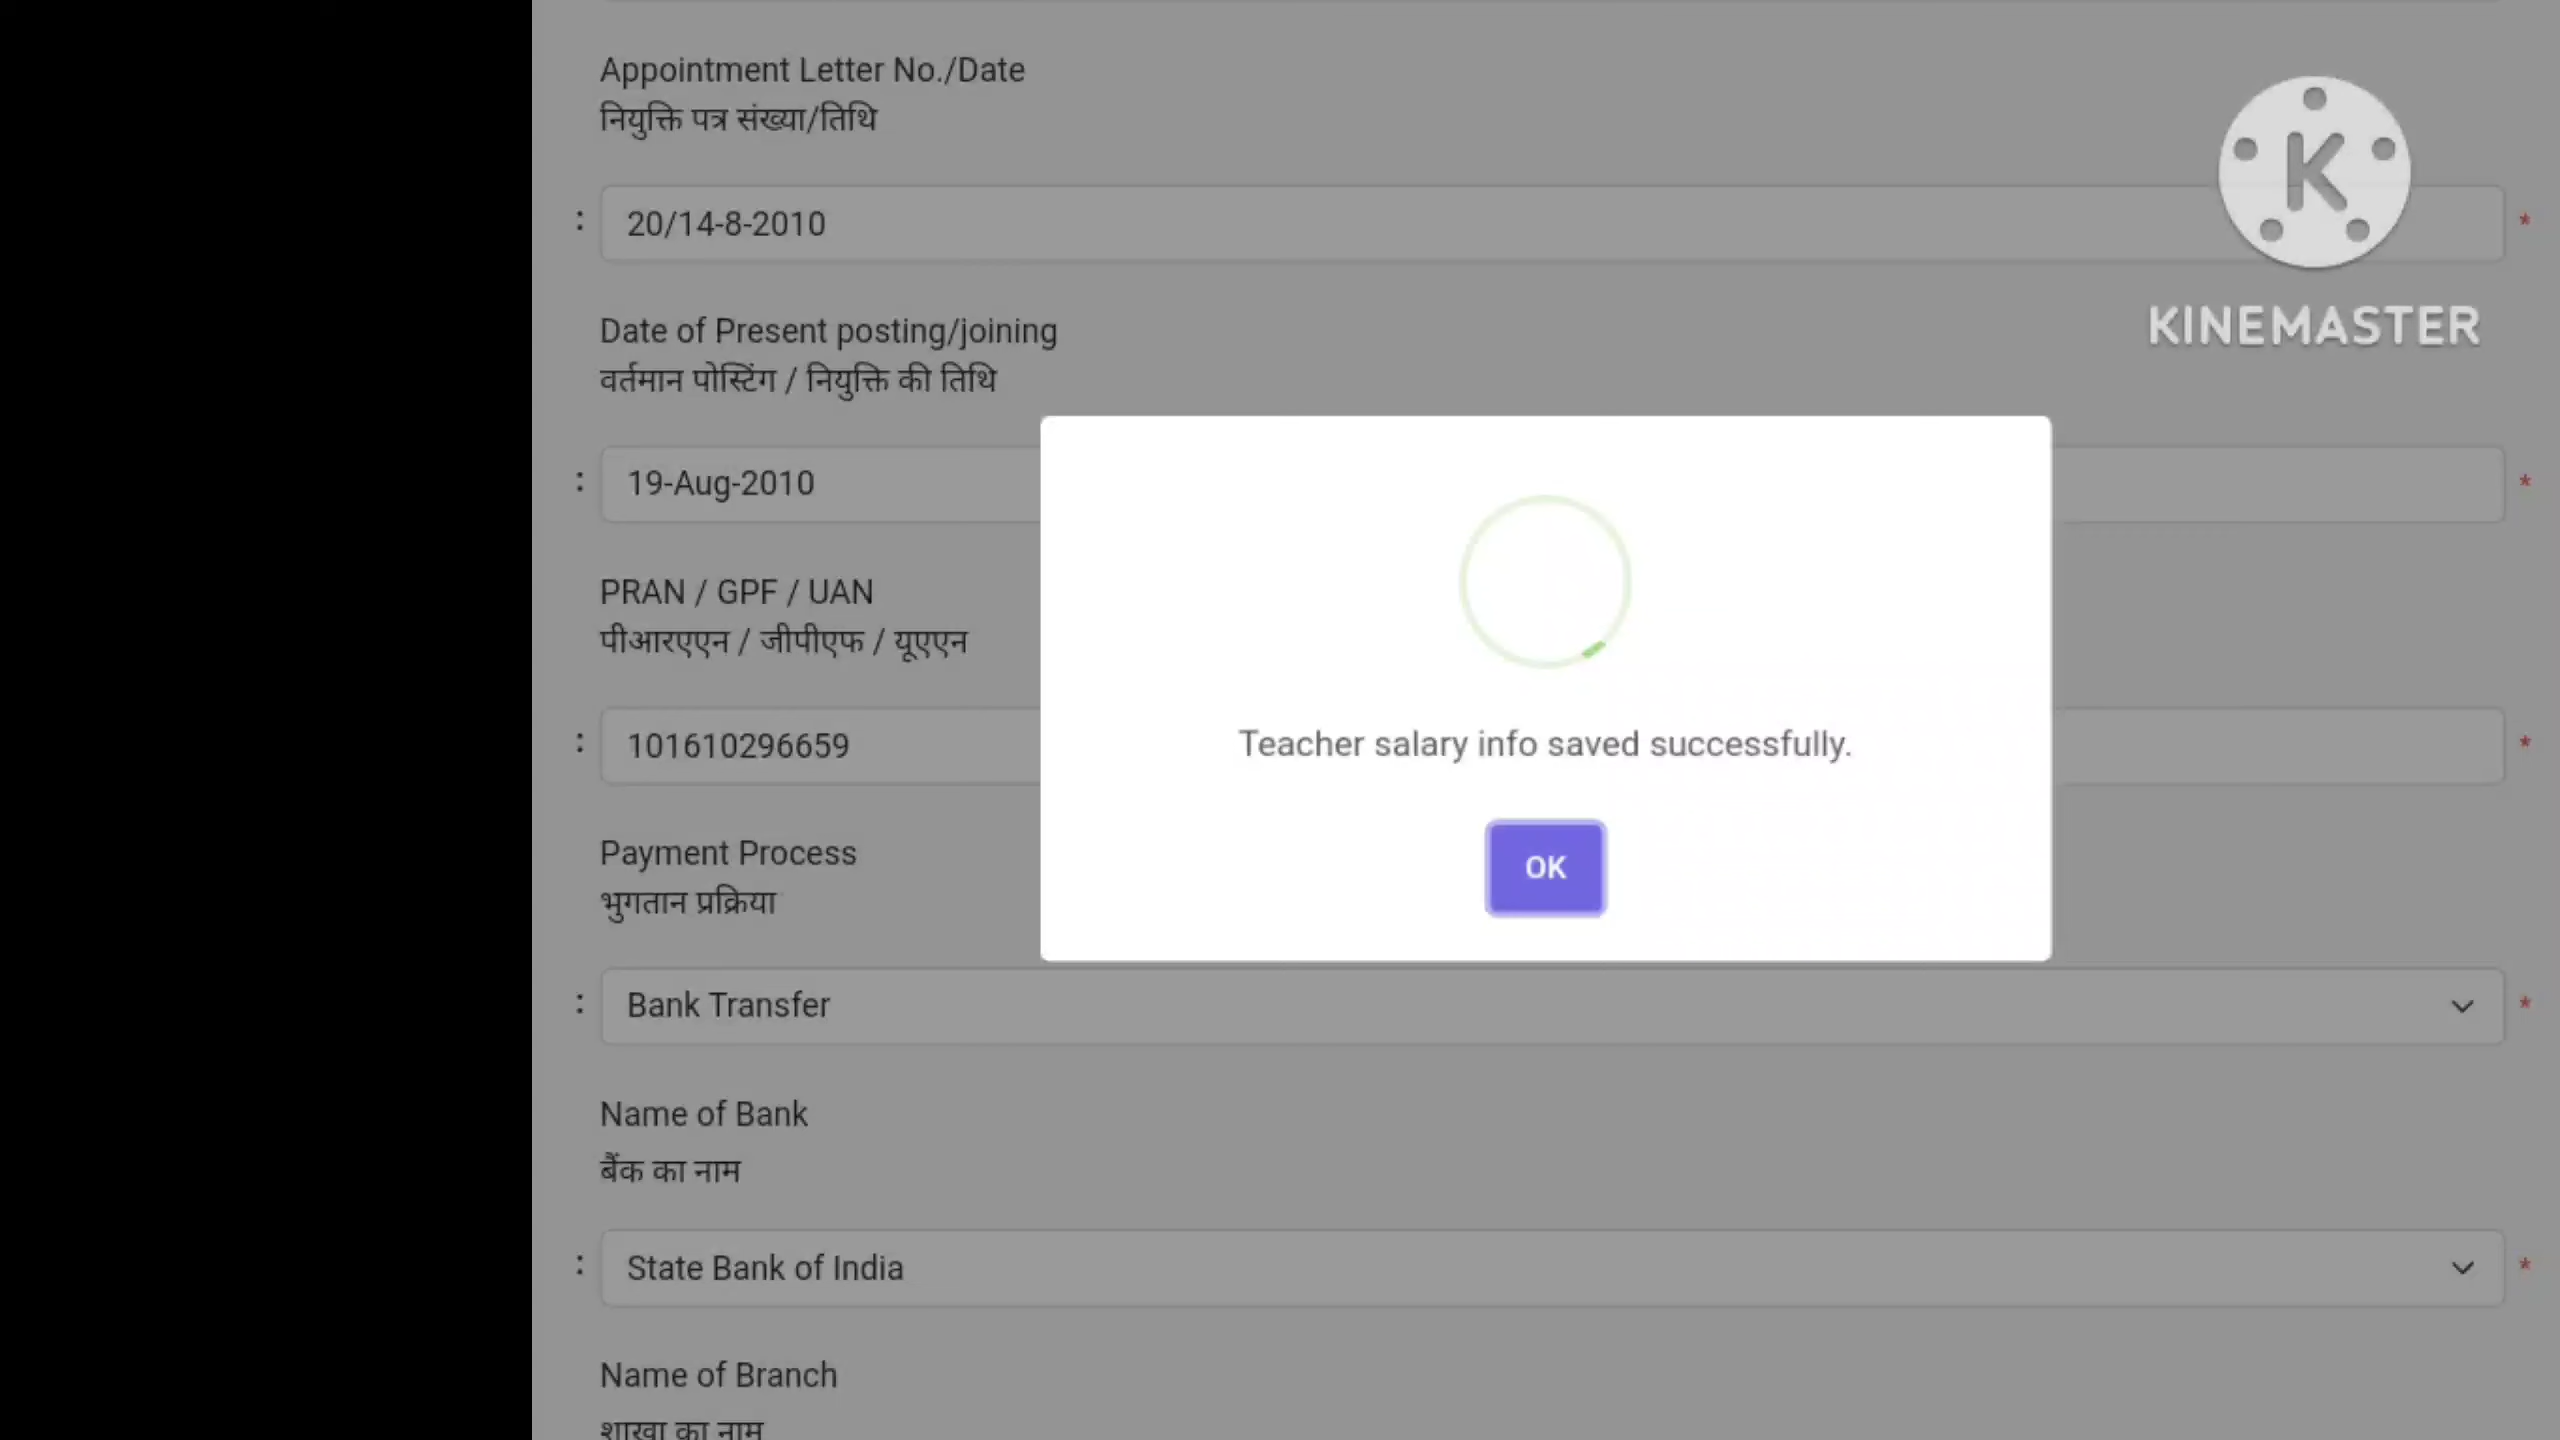 Appointment Letter No./Date
नियुक्ति पत्र संख्या/तिथि
: 20/14-8-2010 *
KINEMASTER
Date of Present posting/joining
वर्तमान पोस्टिंग / नियुक्ति की तिथि
: 19-Aug-2010 *
PRAN / GPF / UAN
पीआरएएन / जीपीएफ / यूएएन
: 101610296659 *
Teacher salary info saved successfully.
OK
Payment Process
भुगतान प्रक्रिया
: Bank Transfer *
Name of Bank
बैंक का नाम
: State Bank of India *
Name of Branch
शाखा का नाम